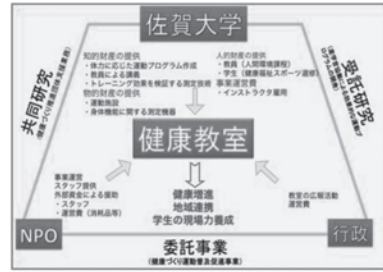 佐賀大学
知的財産の提供
・体力に応じた運動プログラム作成
・教員による講義
・トレーニング効果を検証する測定技術
物的財産の提供
・運動施設
・身体機能に関する測定機器
人的財産の提供
・教員（人間環境課程）
・学生（健康福祉スポーツ選修）
事業運営費
・インストラクタ雇用
共同研究
受託研究
健康教室
事業運営
スタッフ提供
外部資金による援助
・スタッフ
・運営費（消耗品等）
健康増進
地域連携
学生の現場力養成
教室の広報活動
運営費
NPO
行政
委託事業
（健康づくり運動普及促進事業）